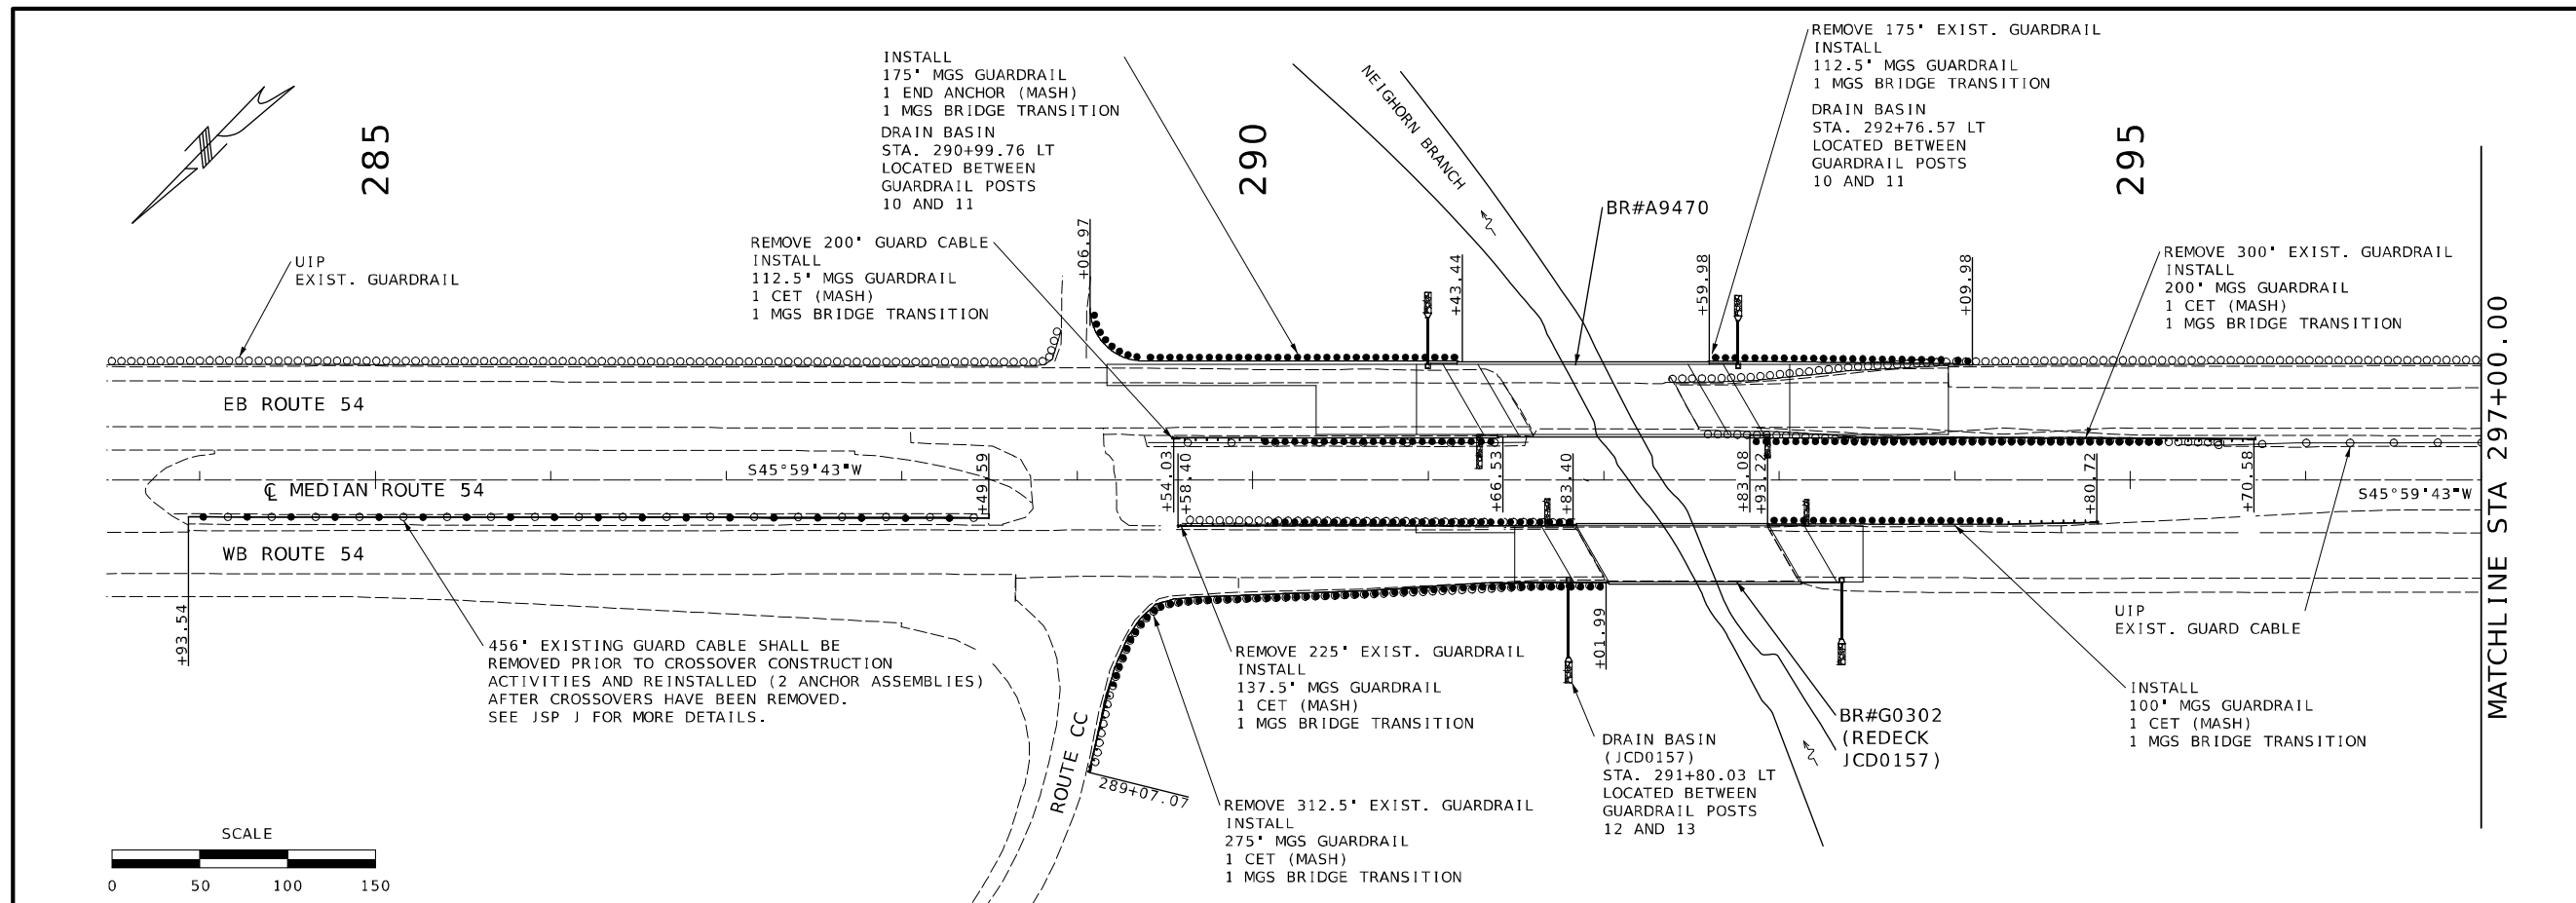 INSTALL
175' MGS GUARDRAIL
1 END ANCHOR (MASH)
1 MGS BRIDGE TRANSITION
DRAIN BASIN
STA. 290+99.76 LT
LOCATED BETWEEN
GUARDRAIL POSTS
10 AND 11
REMOVE 175' EXIST. GUARDRAIL
INSTALL
112.5' MGS GUARDRAIL
1 MGS BRIDGE TRANSITION
DRAIN BASIN
STA. 292+76.57 LT
LOCATED BETWEEN
GUARDRAIL POSTS
10 AND 11
285
290
295
NEIGHORN BRANCH
BR#A9470
REMOVE 200' GUARD CABLE
INSTALL
112.5' MGS GUARDRAIL
1 CET (MASH)
1 MGS BRIDGE TRANSITION
UIP
EXIST. GUARDRAIL
REMOVE 300' EXIST. GUARDRAIL
INSTALL
200' MGS GUARDRAIL
1 CET (MASH)
1 MGS BRIDGE TRANSITION
+06.97
+43.44
+59.98
+09.98
MATCHLINE STA 297+00.00
EB ROUTE 54
S45°59'43"W
℄ MEDIAN ROUTE 54
+49.59
+54.03
+58.40
+66.53
+83.40
+83.08
+93.22
+80.72
+70.58
S45°59'43"W
WB ROUTE 54
+93.54
+01.99
456' EXISTING GUARD CABLE SHALL BE
REMOVED PRIOR TO CROSSOVER CONSTRUCTION
ACTIVITIES AND REINSTALLED (2 ANCHOR ASSEMBLIES)
AFTER CROSSOVERS HAVE BEEN REMOVED.
SEE JSP J FOR MORE DETAILS.
REMOVE 225' EXIST. GUARDRAIL
INSTALL
137.5' MGS GUARDRAIL
1 CET (MASH)
1 MGS BRIDGE TRANSITION
UIP
EXIST. GUARD CABLE
INSTALL
100' MGS GUARDRAIL
1 CET (MASH)
1 MGS BRIDGE TRANSITION
BR#G0302
(REDECK
JCD0157)
DRAIN BASIN
(JCD0157)
STA. 291+80.03 LT
LOCATED BETWEEN
GUARDRAIL POSTS
12 AND 13
ROUTE CC
289+07.07
REMOVE 312.5' EXIST. GUARDRAIL
INSTALL
275' MGS GUARDRAIL
1 CET (MASH)
1 MGS BRIDGE TRANSITION
SCALE
0 50 100 150